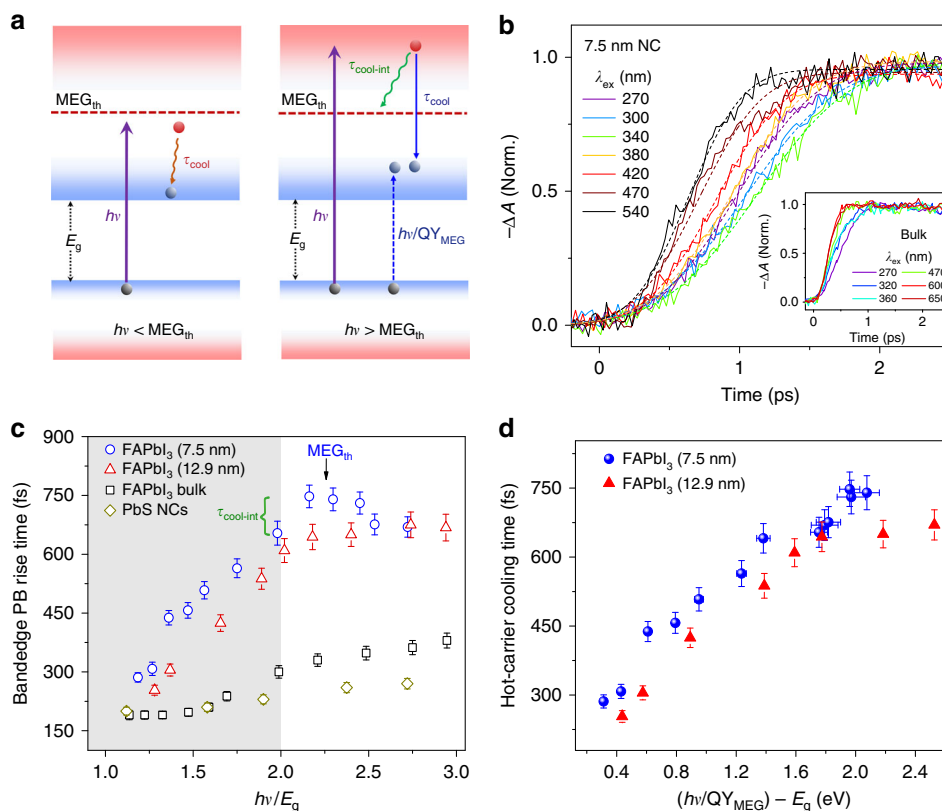 a
MEG_th
MEG_th
τ_cool-int
τ_cool
τ_cool
hν
E_g
hν
E_g
hν/QY_MEG
hν < MEG_th
hν > MEG_th
b
1.0
0.5
0.0
−ΔA (Norm.)
7.5 nm NC
λ_ex (nm)
270
300
340
380
420
470
540
0
1
2
Time (ps)
1.0
0.5
0.0
−ΔA (Norm.)
Bulk
λ_ex (nm)
270 470
320 600
360 650
0 1 2
Time (ps)
c
900
750
600
450
300
150
Bandedge PB rise time (fs)
FAPbI₃ (7.5 nm)
FAPbI₃ (12.9 nm)
FAPbI₃ bulk
PbS NCs
MEG_th
τ_cool-int
1.0 1.5 2.0 2.5 3.0
hν/E_g
d
750
600
450
300
Hot-carrier cooling time (fs)
FAPbI₃ (7.5 nm)
FAPbI₃ (12.9 nm)
0.4 0.8 1.2 1.6 2.0 2.4
(hν/QY_MEG) − E_g (eV)